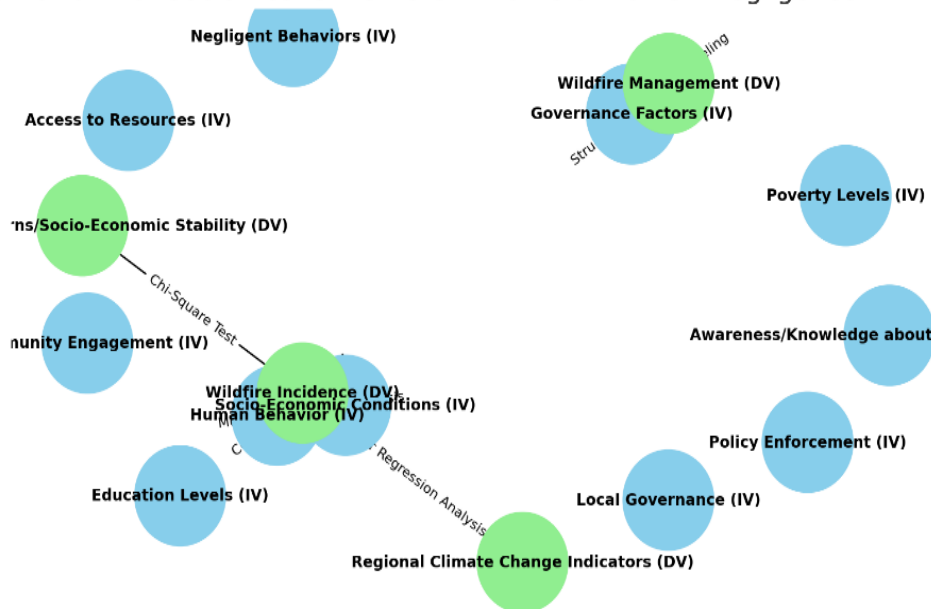 Negligent Behaviors (IV)
Wildfire Management (DV)
Governance Factors (IV)
Access to Resources (IV)
Poverty Levels (IV)
rns/Socio-Economic Stability (DV)
Chi-Square Test
Awareness/Knowledge about
munity Engagement (IV)
Wildfire Incidence (DV)
Socio-Economic Conditions (IV)
Human Behavior (IV)
Policy Enforcement (IV)
Regression Analysis
Education Levels (IV)
Local Governance (IV)
Regional Climate Change Indicators (DV)